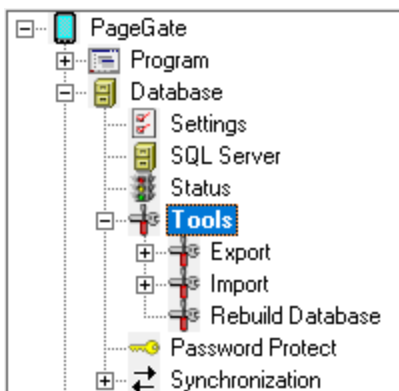 PageGate
Program
Database
Settings
SQL Server
Status
Tools
Export
Import
Rebuild Database
Password Protect
Synchronization